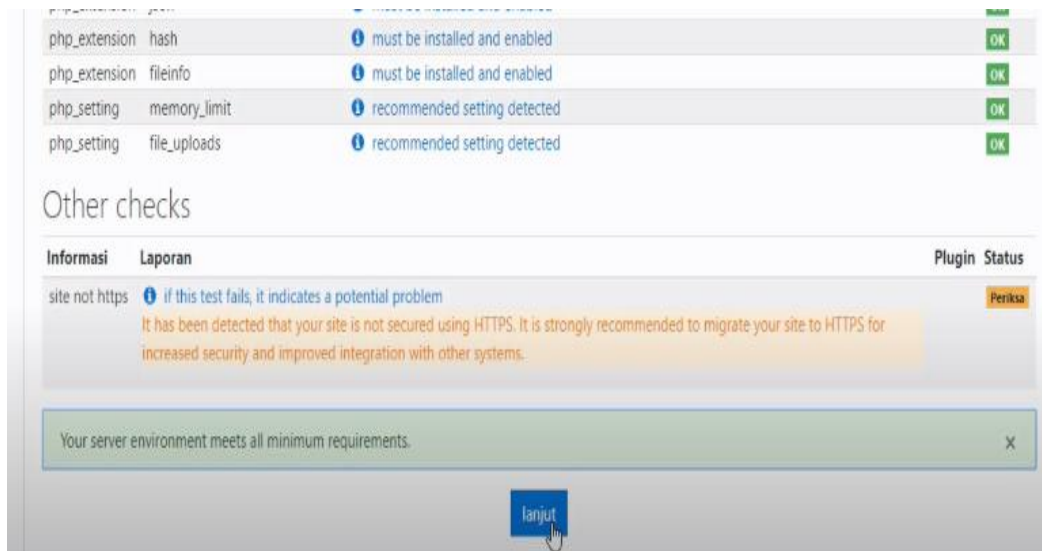 php_extension hash must be installed and enabled OK
php_extension fileinfo must be installed and enabled OK
php_setting memory_limit recommended setting detected OK
php_setting file_uploads recommended setting detected OK
Other checks
Informasi Laporan Plugin Status
site not https if this test fails, it indicates a potential problem Periksa
It has been detected that your site is not secured using HTTPS. It is strongly recommended to migrate your site to HTTPS for
increased security and improved integration with other systems.
Your server environment meets all minimum requirements. x
lanjut